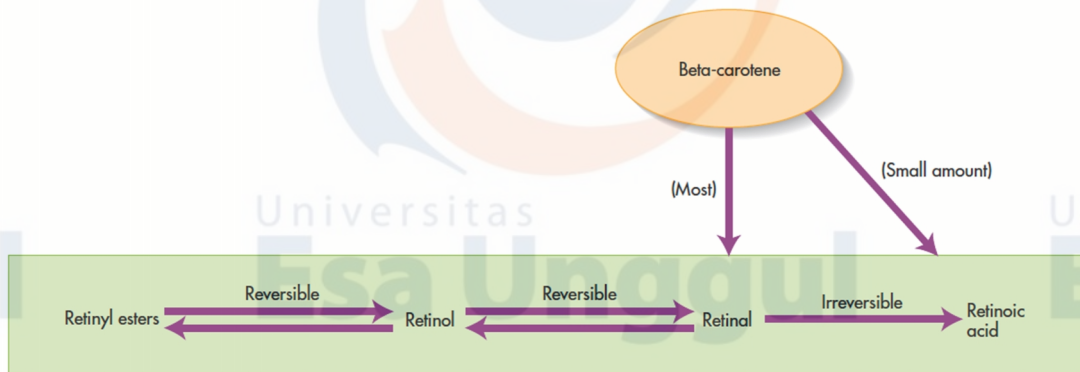 Beta-carotene
(Most)
(Small amount)
Universitas
Esa Unggul
Reversible
Reversible
Irreversible
Retinyl esters
Retinol
Retinal
Retinoic
acid